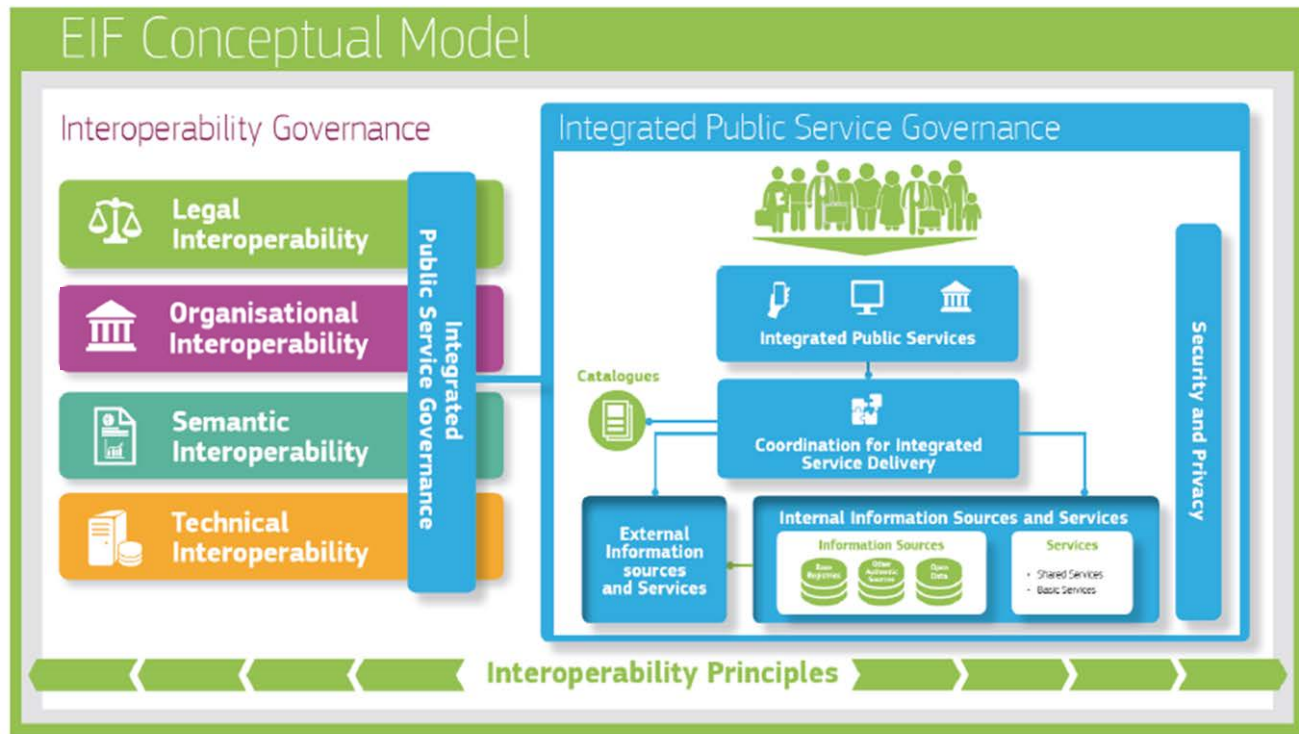 EIF Conceptual Model
Interoperability Governance
Legal
Interoperability
Organisational
Interoperability
Semantic
Interoperability
Technical
Interoperability
Integrated
Public Service Governance
Integrated Public Service Governance
Integrated Public Services
Catalogues
Coordination for Integrated
Service Delivery
External
Information
sources
and Services
Internal Information Sources and Services
Information Sources
Base
Registries
Other
Authentic
Sources
Open
Data
Services
• Shared Services
• Basic Services
Security and Privacy
Interoperability Principles